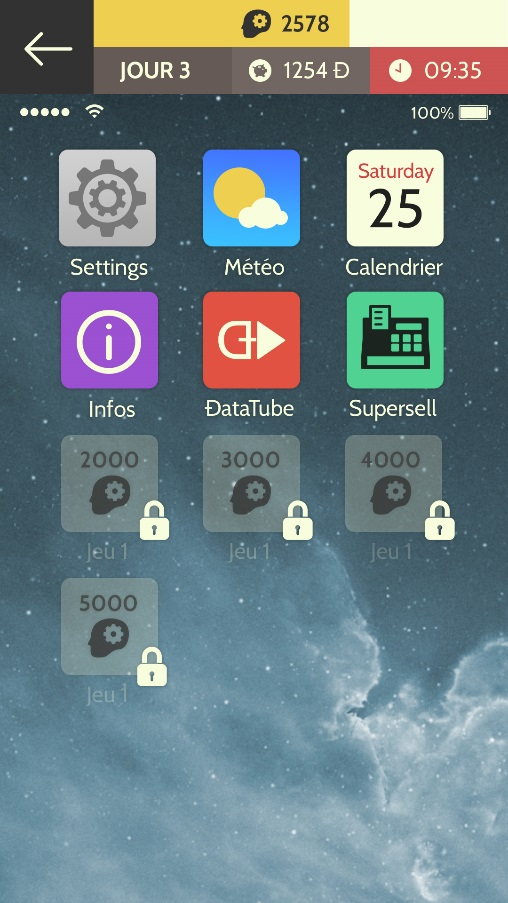 2578
JOUR 3
1254 Đ
09:35
100%
Saturday
25
Settings
Météo
Calendrier
Infos
ĐataTube
Supersell
2000
3000
4000
Jeu 1
Jeu 1
Jeu 1
5000
Jeu 1